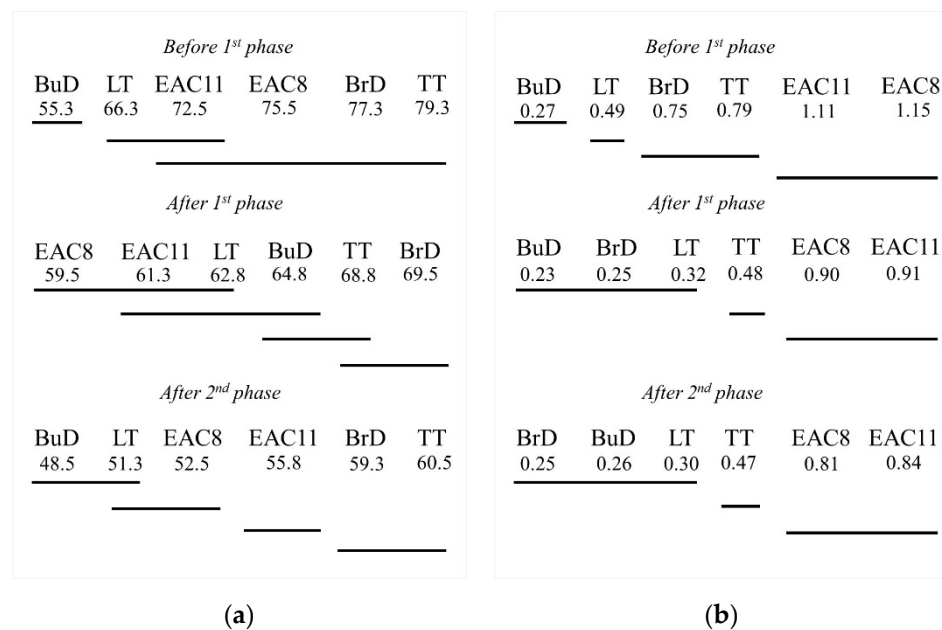 Before 1st phase
BuD LT EAC11 EAC8 BrD TT
55.3 66.3 72.5 75.5 77.3 79.3
After 1st phase
EAC8 EAC11 LT BuD TT BrD
59.5 61.3 62.8 64.8 68.8 69.5
After 2nd phase
BuD LT EAC8 EAC11 BrD TT
48.5 51.3 52.5 55.8 59.3 60.5
(a)
Before 1st phase
BuD LT BrD TT EAC11 EAC8
0.27 0.49 0.75 0.79 1.11 1.15
After 1st phase
BuD BrD LT TT EAC8 EAC11
0.23 0.25 0.32 0.48 0.90 0.91
After 2nd phase
BrD BuD LT TT EAC8 EAC11
0.25 0.26 0.30 0.47 0.81 0.84
(b)